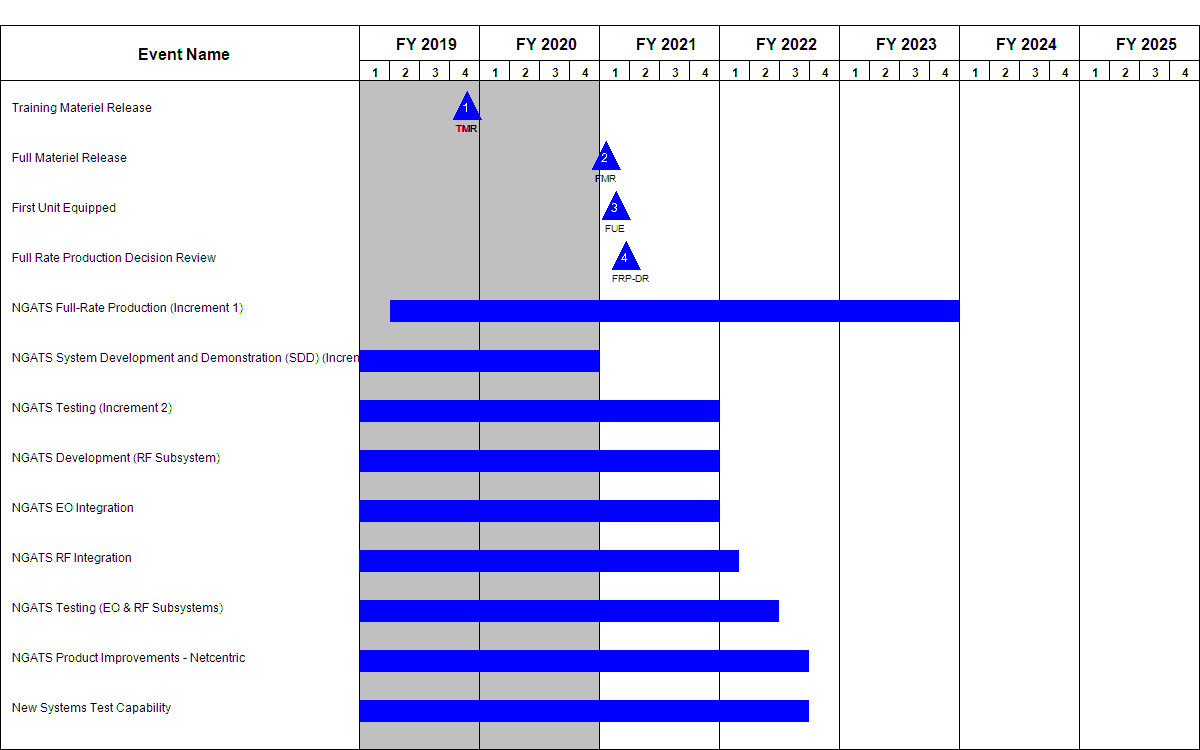 Event Name
FY 2019 FY 2020 FY 2021 FY 2022 FY 2023 FY 2024 FY 2025
1 2 3 4 1 2 3 4 1 2 3 4 1 2 3 4 1 2 3 4 1 2 3 4 1 2 3 4
Training Materiel Release
1
TMR
Full Materiel Release
2
FMR
First Unit Equipped
3
FUE
Full Rate Production Decision Review
4
FRP-DR
NGATS Full-Rate Production (Increment 1)
NGATS System Development and Demonstration (SDD) (Incren
NGATS Testing (Increment 2)
NGATS Development (RF Subsystem)
NGATS EO Integration
NGATS RF Integration
NGATS Testing (EO & RF Subsystems)
NGATS Product Improvements - Netcentric
New Systems Test Capability